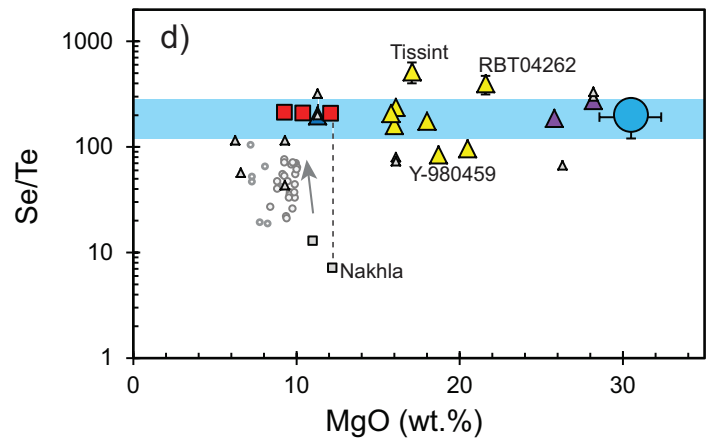 d)
1000
100
10
1
Se/Te
Tissint
RBT04262
Y-980459
Nakhla
0
10
20
30
MgO (wt.%)